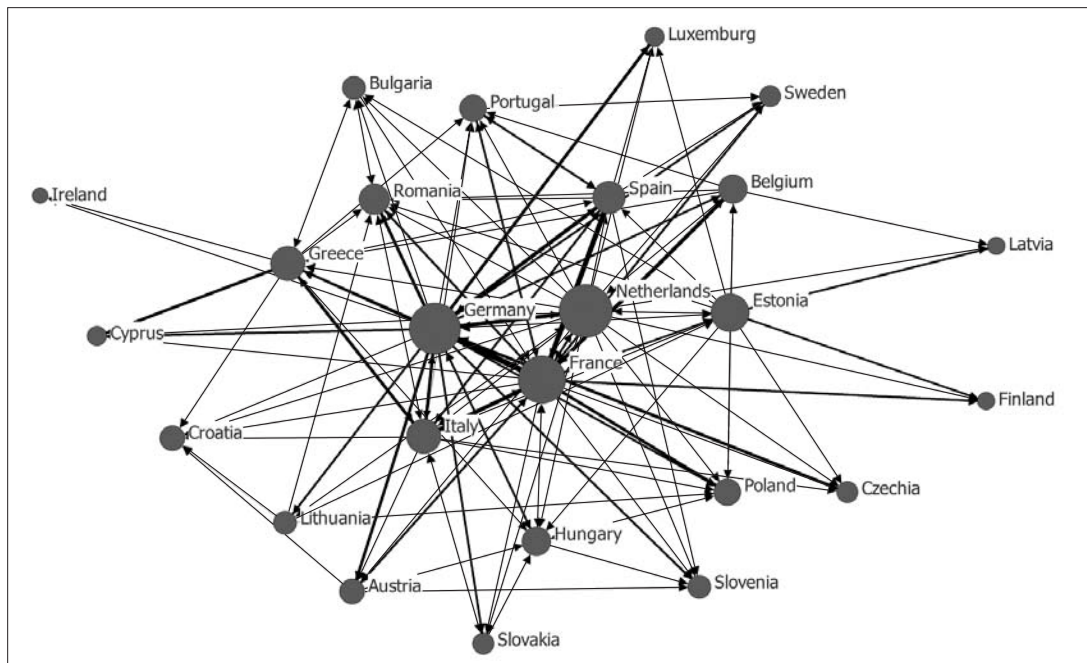 Luxemburg
Bulgaria
Sweden
Portugal
Belgium
Romania
Spain
Ireland
Latvia
Greece
Netherlands
Estonia
Germany
Cyprus
France
Finland
Italy
Croatia
Poland
Czechia
Lithuania
Hungary
Austria
Slovenia
Slovakia